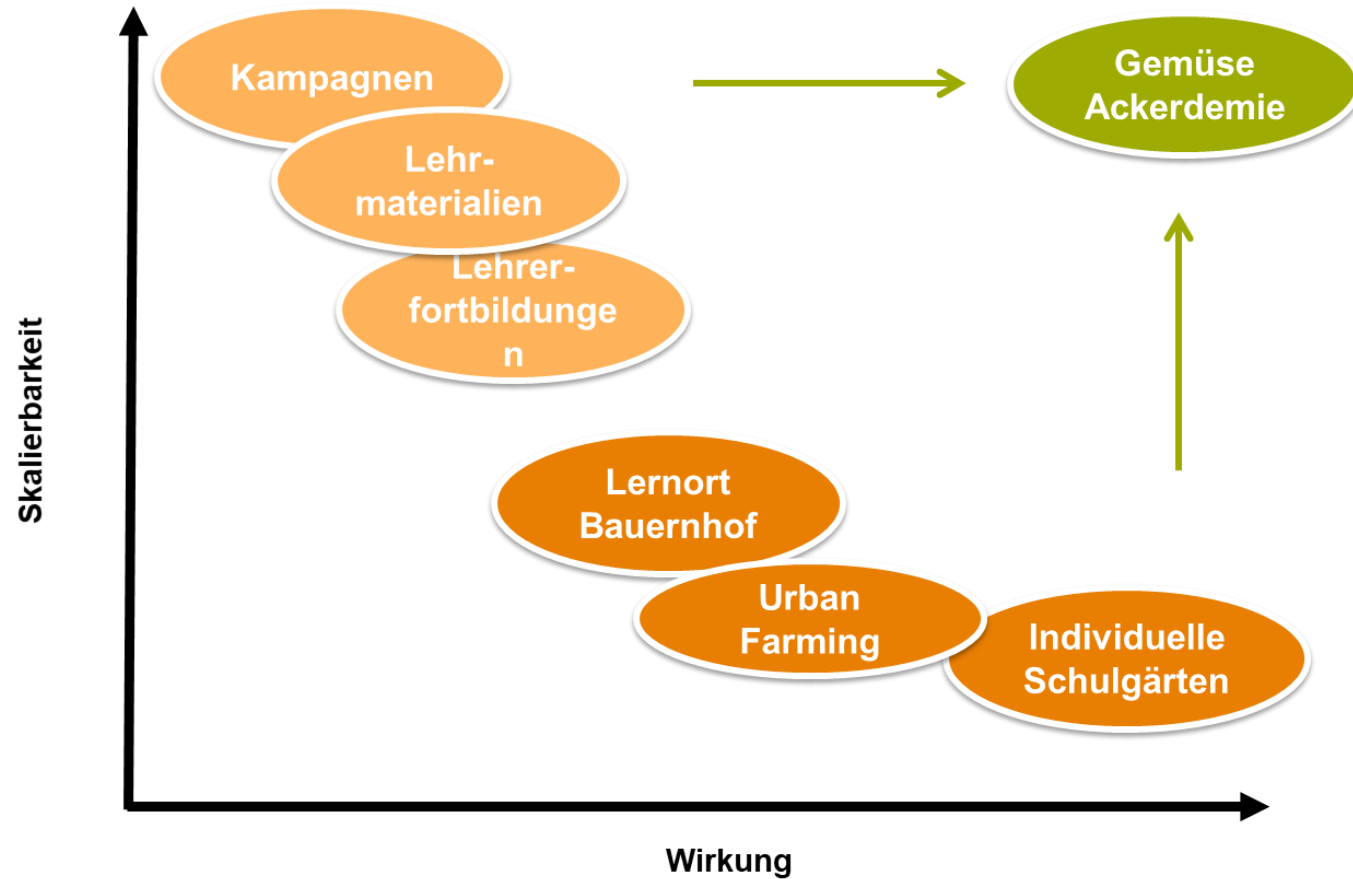 Kampagnen
Gemüse
Ackerdemie
Lehr-
materialien
Lehrer-
fortbildunge
n
Skalierbarkeit
Lernort
Bauernhof
Urban
Farming
Individuelle
Schulgärten
Wirkung